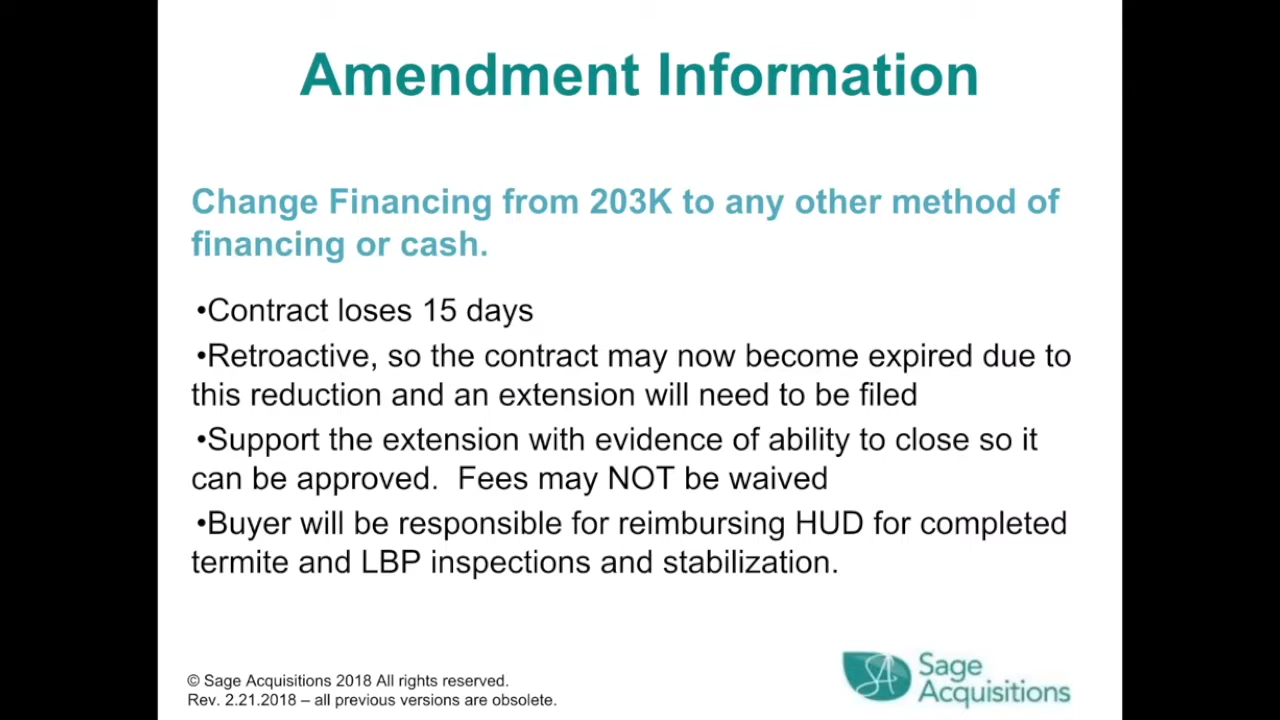 Amendment Information
Change Financing from 203K to any other method of
financing or cash.
•Contract loses 15 days
•Retroactive, so the contract may now become expired due to
this reduction and an extension will need to be filed
•Support the extension with evidence of ability to close so it
can be approved.  Fees may NOT be waived
•Buyer will be responsible for reimbursing HUD for completed
termite and LBP inspections and stabilization.
© Sage Acquisitions 2018 All rights reserved.
Rev. 2.21.2018 – all previous versions are obsolete.
SA
Sage
Acquisitions